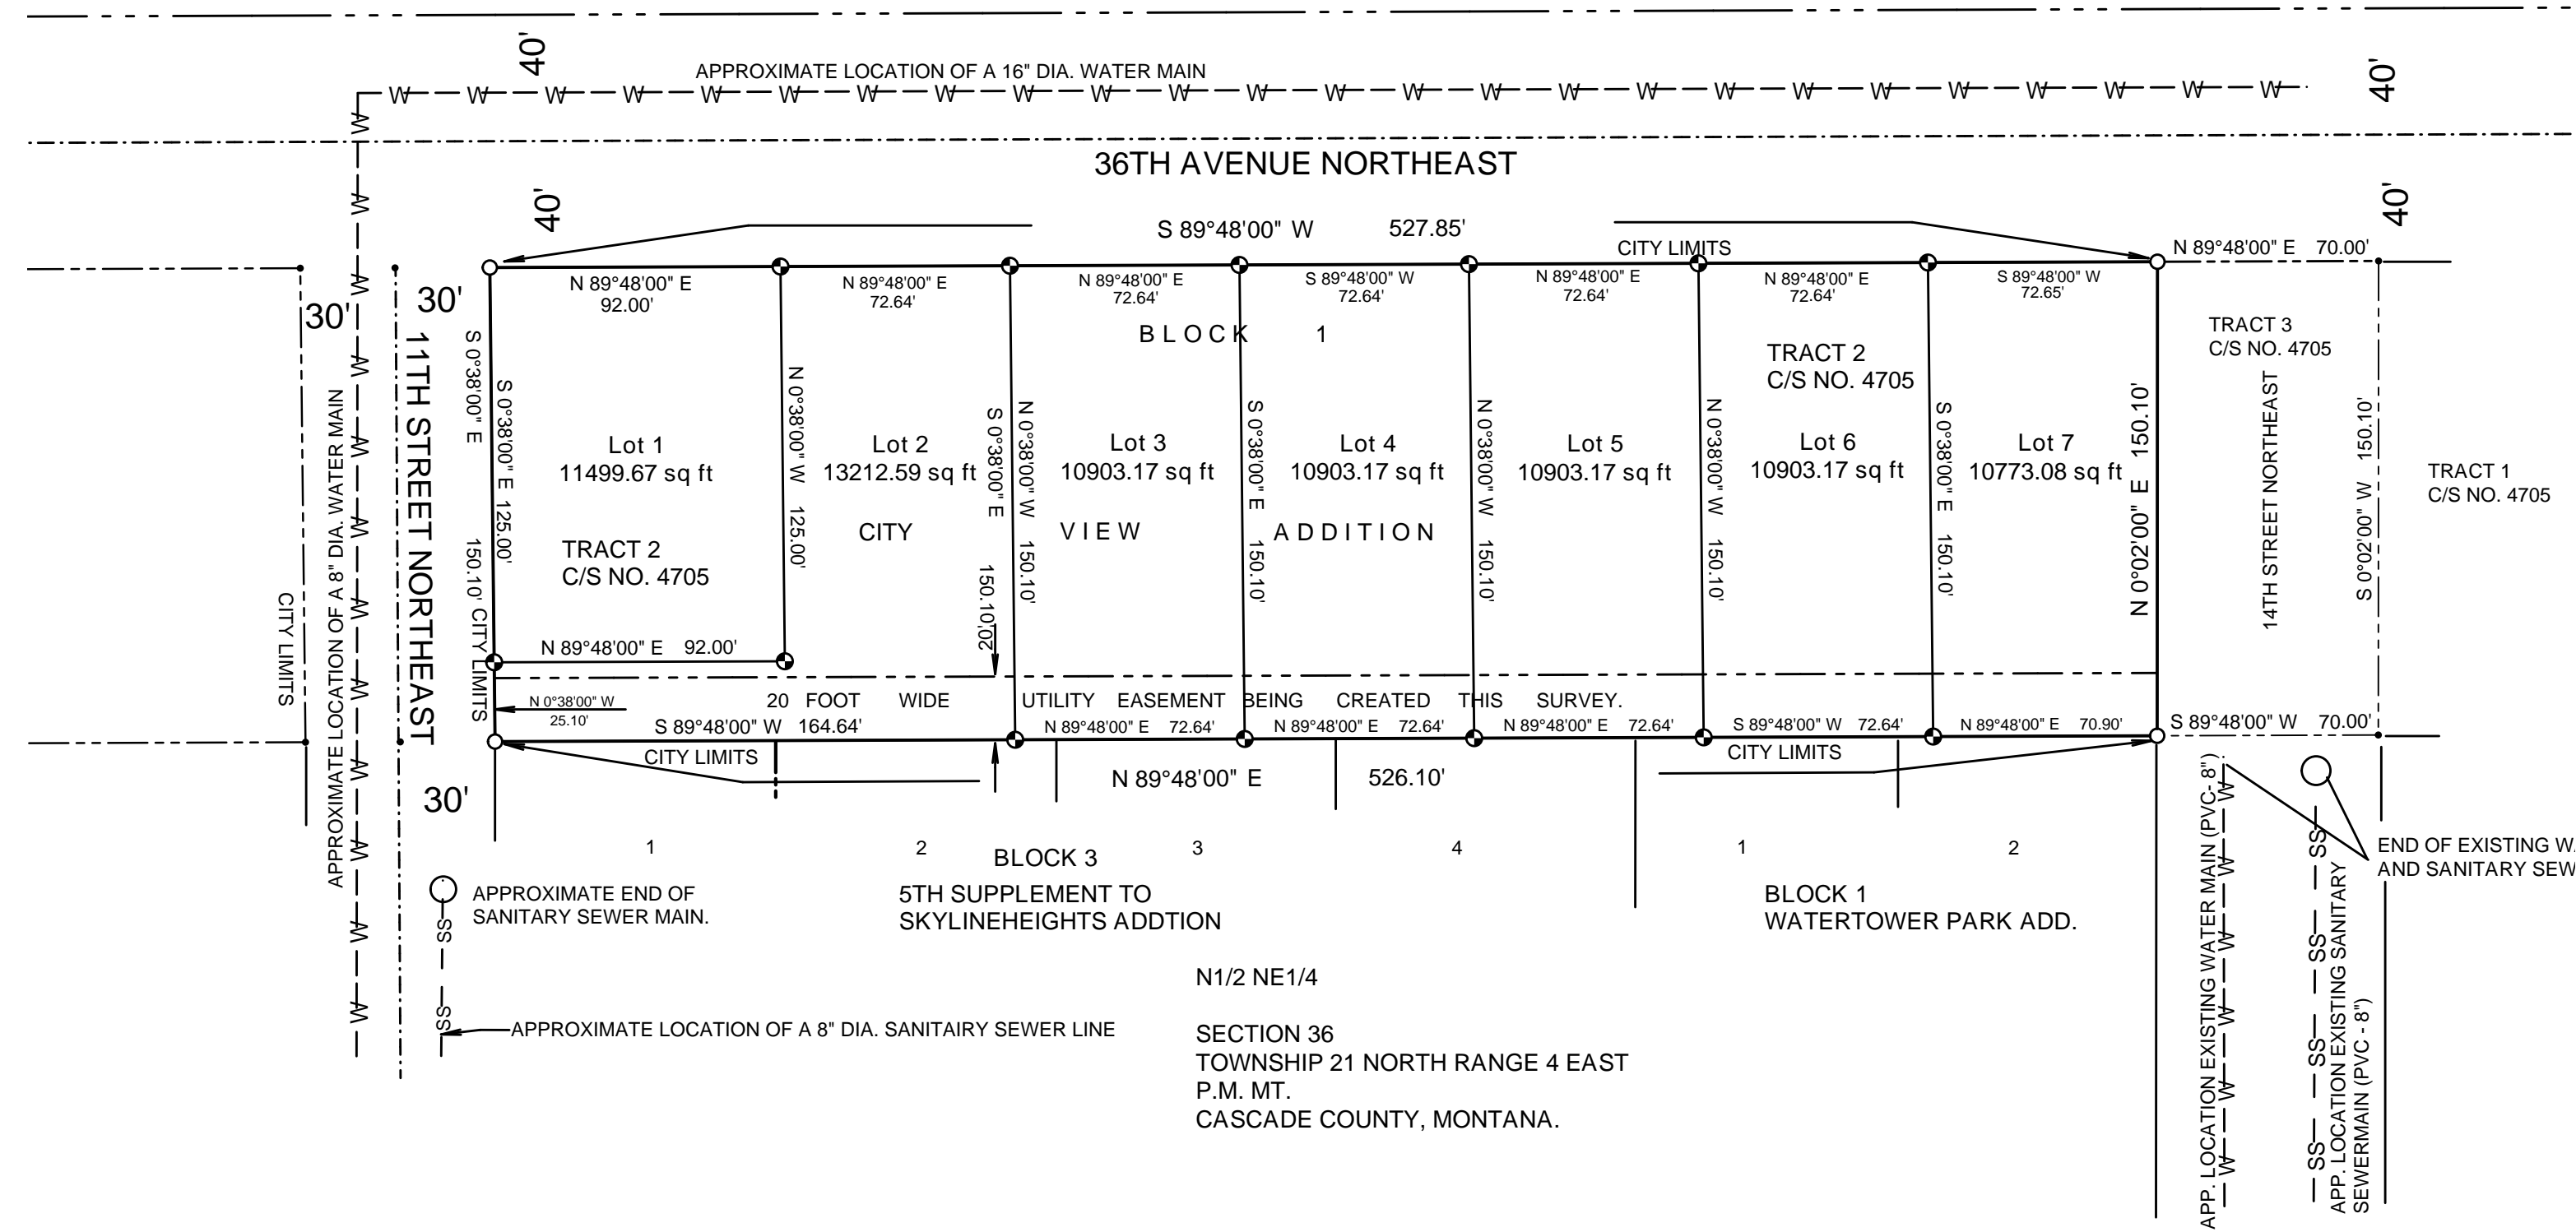 40'
40'
APPROXIMATE LOCATION OF A 16" DIA. WATER MAIN
W W W W W W W W W W W W W W W W W W W W W W W W W
36TH AVENUE NORTHEAST
40'
40'
S 89°48'00" W 527.85'
CITY LIMITS
N 89°48'00" E 70.00'
30'
30'
N 89°48'00" E
92.00'
N 89°48'00" E
72.64'
N 89°48'00" E
72.64'
S 89°48'00" W
72.64'
N 89°48'00" E
72.64'
N 89°48'00" E
72.64'
S 89°48'00" W
72.65'
BLOCK 1
TRACT 2
C/S NO. 4705
TRACT 3
C/S NO. 4705
TRACT 1
C/S NO. 4705
CITY LIMITS
APPROXIMATE LOCATION OF A 8" DIA. WATER MAIN
W W W W W W W W W W W W
11TH STREET NORTHEAST
S 0°38'00" E 150.10'
CITY LIMITS
S 0°38'00" E 125.00'
N 0°38'00" W 125.00'
S 0°38'00" E 150.10'
20'
N 0°38'00" W 150.10'
S 0°38'00" E 150.10'
N 0°38'00" W 150.10'
N 0°38'00" W 150.10'
S 0°38'00" E 150.10'
N 0°02'00" E 150.10'
14TH STREET NORTHEAST
S 0°02'00" W 150.10'
Lot 1
11499.67 sq ft
Lot 2
13212.59 sq ft
Lot 3
10903.17 sq ft
Lot 4
10903.17 sq ft
Lot 5
10903.17 sq ft
Lot 6
10903.17 sq ft
Lot 7
10773.08 sq ft
CITY VIEW ADDITION
TRACT 2
C/S NO. 4705
N 89°48'00" E 92.00'
N 0°38'00" W
25.10'
20 FOOT WIDE UTILITY EASEMENT BEING CREATED THIS SURVEY.
S 89°48'00" W 164.64'
N 89°48'00" E 72.64'
N 89°48'00" E 72.64'
N 89°48'00" E 72.64'
S 89°48'00" W 72.64'
N 89°48'00" E 70.90'
S 89°48'00" W 70.00'
CITY LIMITS
CITY LIMITS
N 89°48'00" E 526.10'
30'
1 2 3 4 1 2
BLOCK 3
5TH SUPPLEMENT TO
SKYLINEHEIGHTS ADDTION
BLOCK 1
WATERTOWER PARK ADD.
APPROXIMATE END OF
SANITARY SEWER MAIN.
SS
SS
APPROXIMATE LOCATION OF A 8" DIA. SANITAIRY SEWER LINE
N1/2 NE1/4
SECTION 36
TOWNSHIP 21 NORTH RANGE 4 EAST
P.M. MT.
CASCADE COUNTY, MONTANA.
APP. LOCATION EXISTING WATER MAIN (PVC- 8")
W W W W W W
SS SS SS SS
APP. LOCATION EXISTING SANITARY
SEWERMAIN (PVC - 8")
END OF EXISTING
AND SANITARY